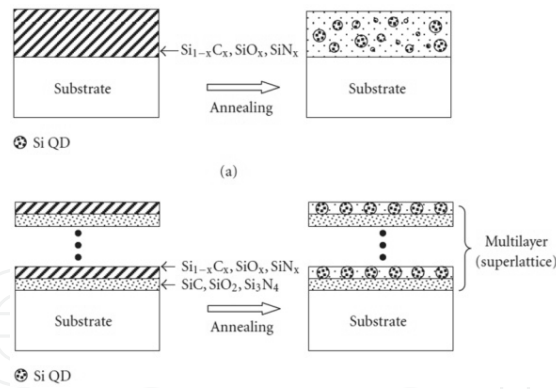 Si₁₋ₓCₓ, SiOₓ, SiNₓ
Substrate
Annealing
Substrate
Si QD
(a)
Si₁₋ₓCₓ, SiOₓ, SiNₓ
SiC, SiO₂, Si₃N₄
Multilayer
(superlattice)
Substrate
Annealing
Substrate
Si QD